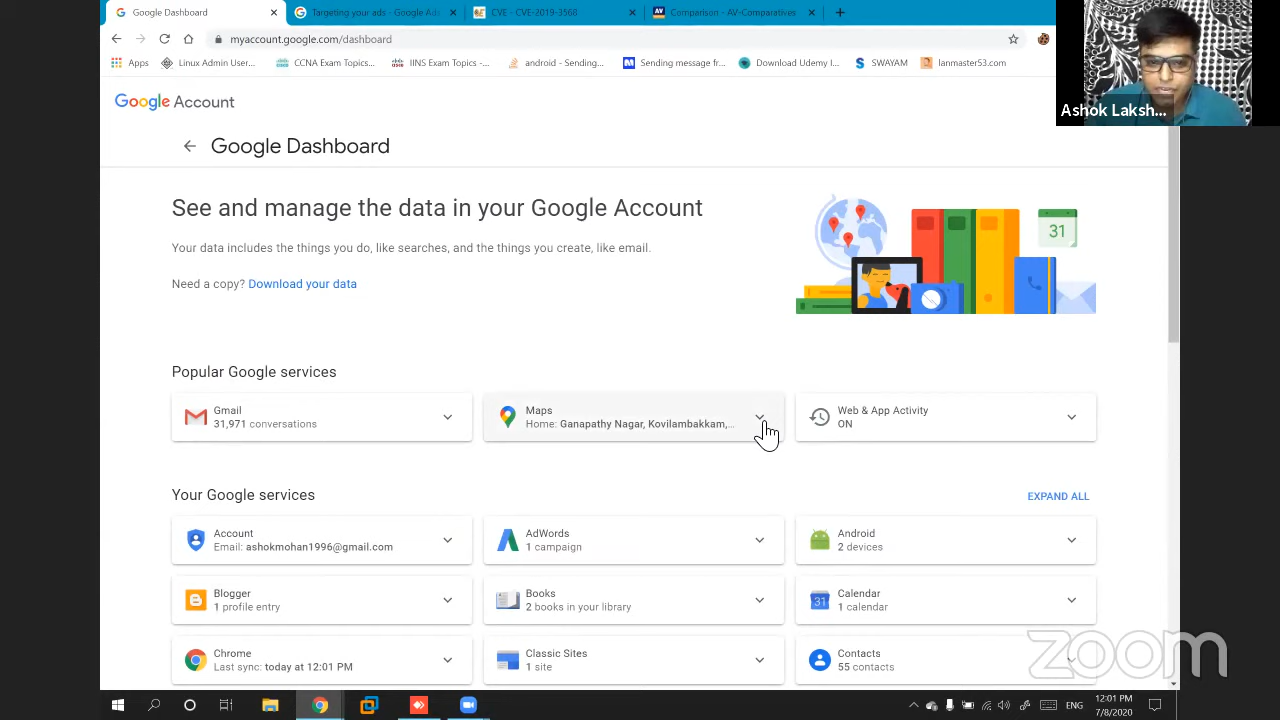 Google Dashboard
Targeting your ads - Google Ads
CVE - CVE-2019-3568
Comparison - AV-Comparatives
myaccount.google.com/dashboard
Apps
Linux Admin User...
CCNA Exam Topics...
IINS Exam Topics -...
android - Sending...
Sending message fr...
Download Udemy I...
SWAYAM
lanmaster53.com
Ashok Laksh...
Google Account
Google Dashboard
See and manage the data in your Google Account
Your data includes the things you do, like searches, and the things you create, like email.
Need a copy? Download your data
31
Popular Google services
Gmail
31,971 conversations
Maps
Home: Ganapathy Nagar, Kovilambakkam,...
Web & App Activity
ON
Your Google services
EXPAND ALL
Account
Email: ashokmohan1996@gmail.com
AdWords
1 campaign
Android
2 devices
Blogger
1 profile entry
Books
2 books in your library
Calendar
1 calendar
31
Chrome
Last sync: today at 12:01 PM
Classic Sites
1 site
Contacts
55 contacts
zoom
ENG
12:01 PM
7/8/2020